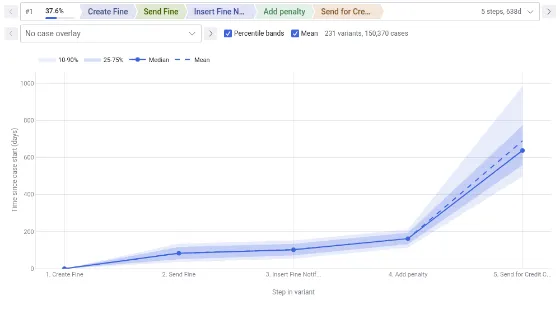 #1 37.6% Create Fine Send Fine Insert Fine N... Add penalty Send for Cre... 5 steps, 638d
No case overlay Percentile bands Mean 231 variants, 150,370 cases
10-90% 25-75% Median Mean
1000
800
600
400
200
0
Time since case start (days)
1. Create Fine 2. Send Fine 3. Insert Fine Notif... 4. Add penalty 5. Send for Credit C...
Step in variant